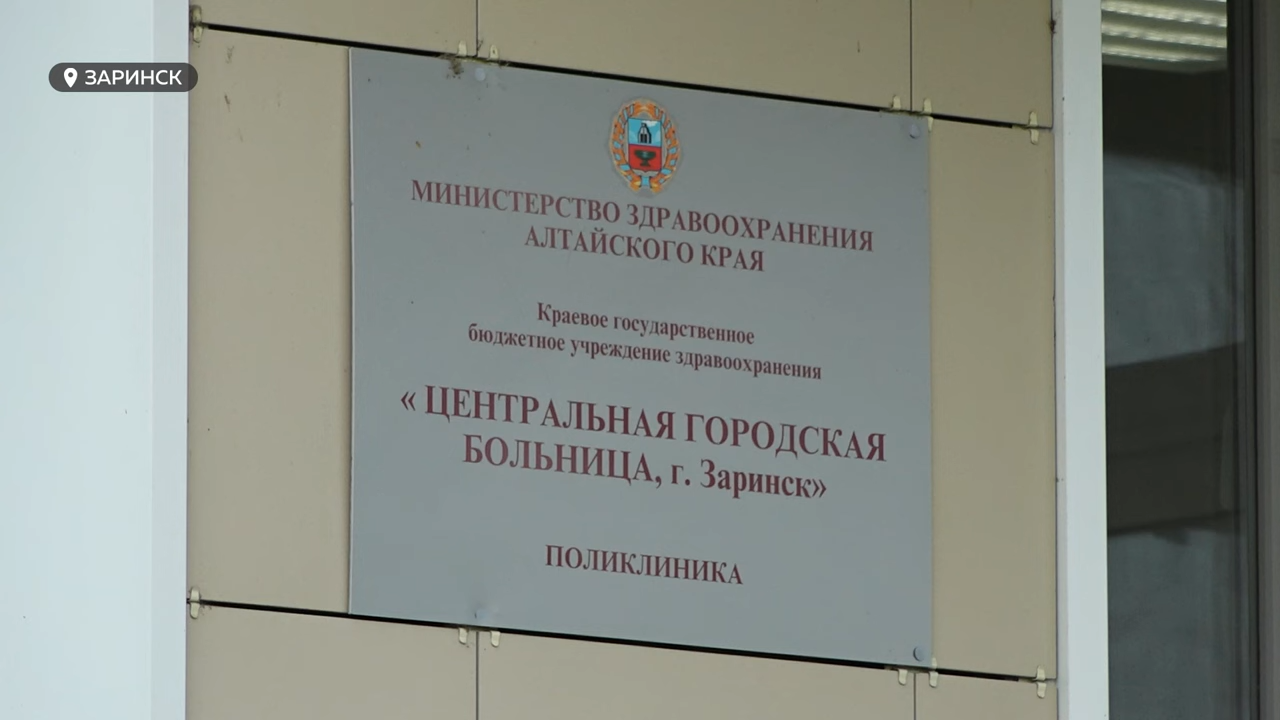 ЗАРИНСК
МИНИСТЕРСТВО ЗДРАВООХРАНЕНИЯ
АЛТАЙСКОГО КРАЯ
Краевое государственное
бюджетное учреждение здравоохранения
« ЦЕНТРАЛЬНАЯ ГОРОДСКАЯ
БОЛЬНИЦА, г. Заринск»
ПОЛИКЛИНИКА